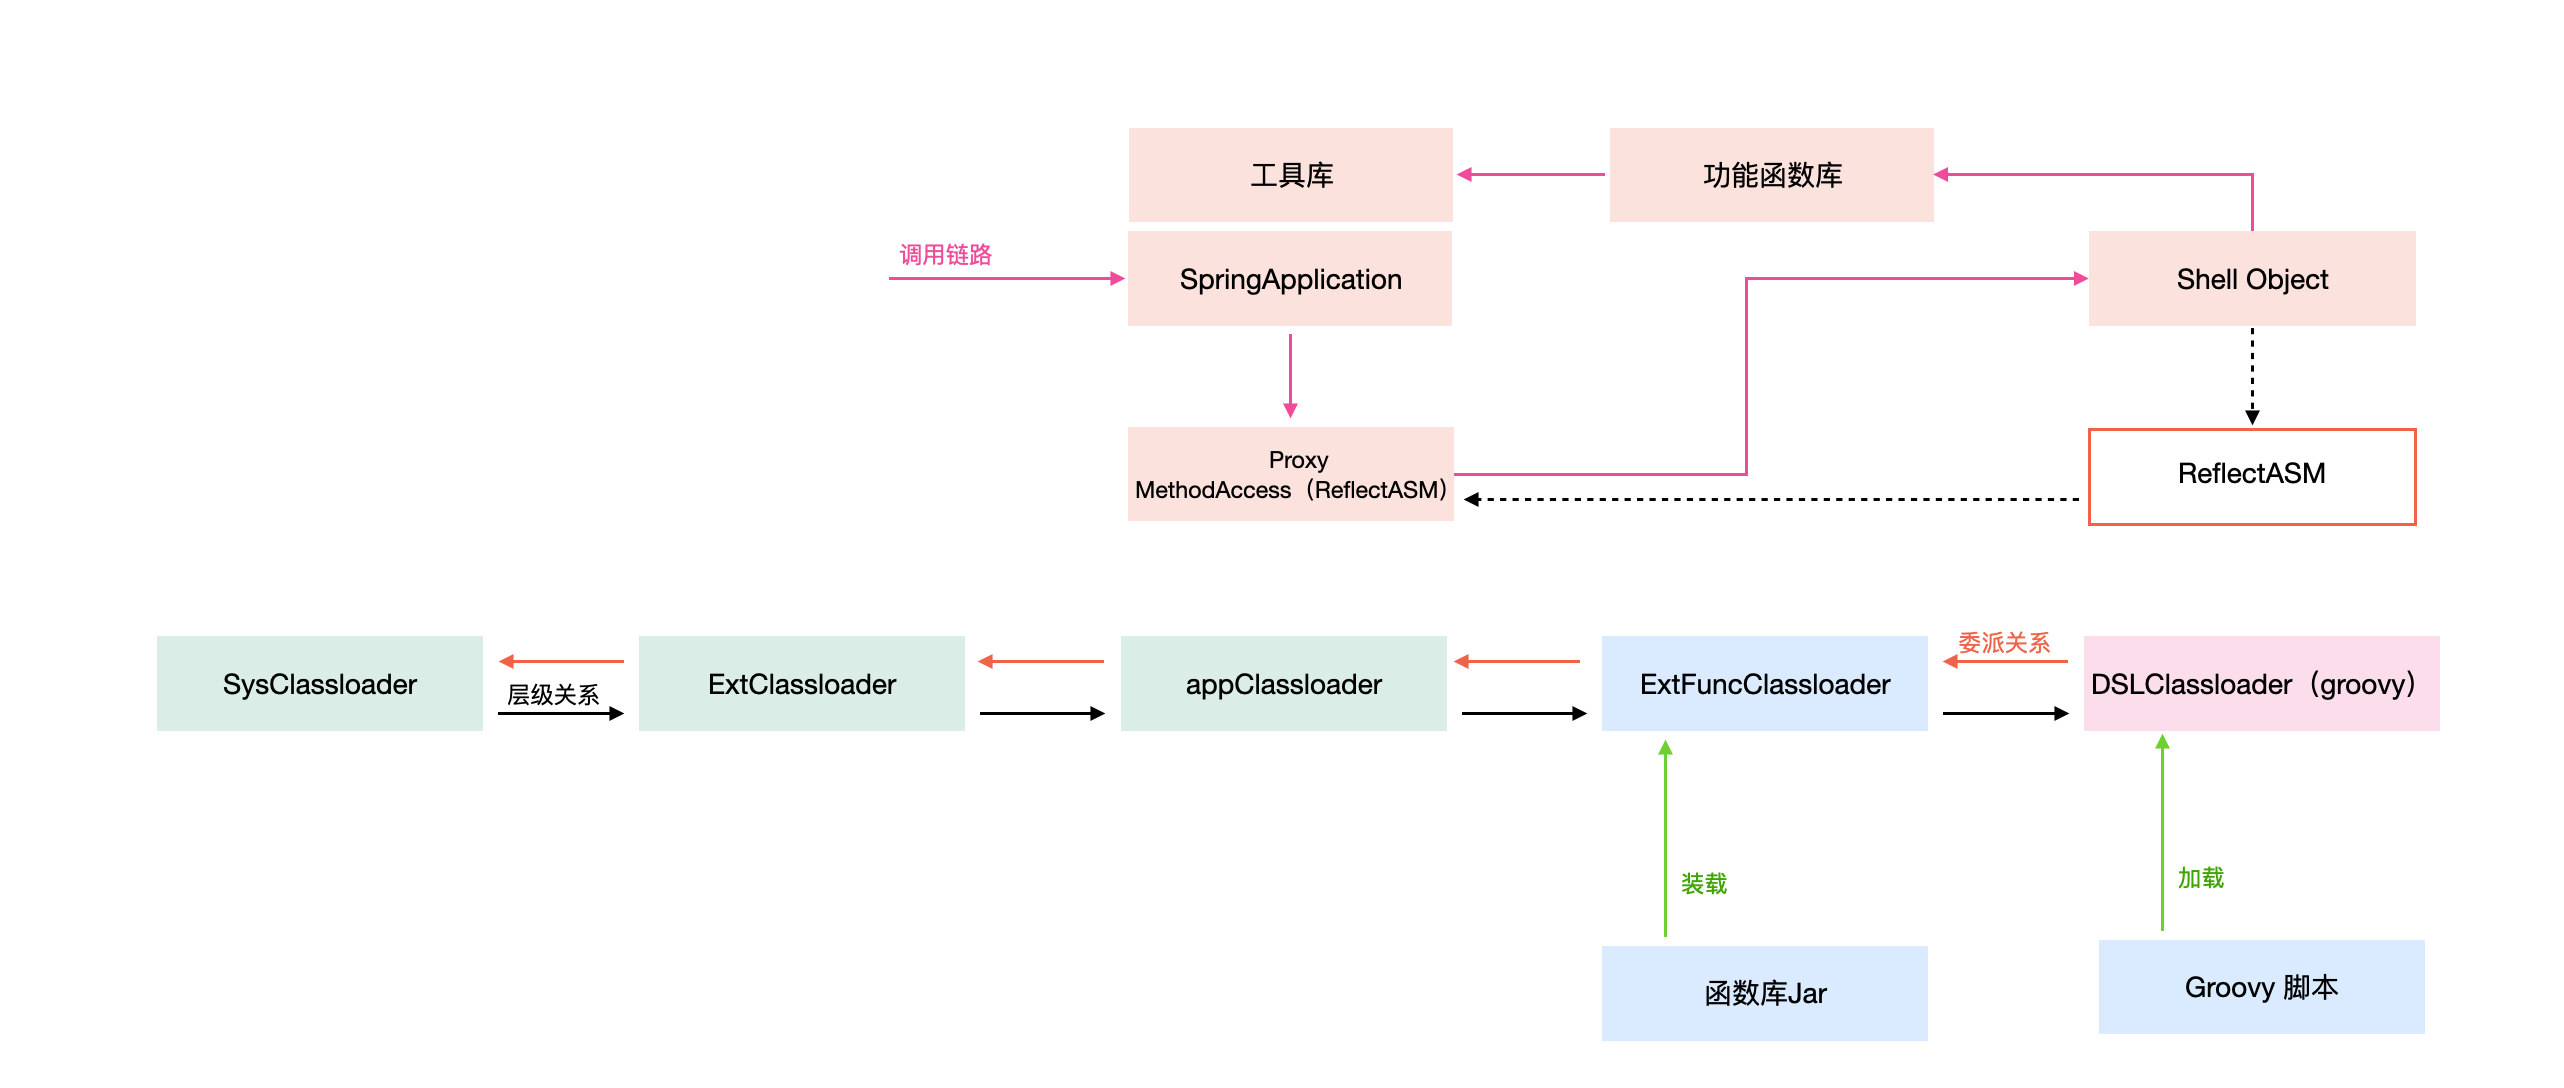 工具库
功能函数库
调用链路
SpringApplication
Shell Object
Proxy
MethodAccess（ReflectASM）
ReflectASM
委派关系
SysClassloader
层级关系
ExtClassloader
appClassloader
ExtFuncClassloader
DSLClassloader（groovy）
装载
加载
函数库Jar
Groovy 脚本